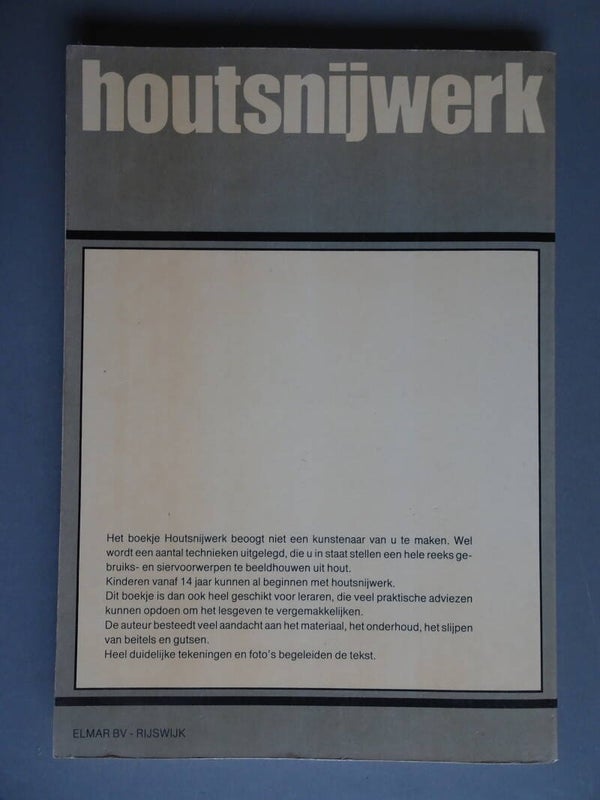 houtsnijwerk
Het boekje Houtsnijwerk beoogt niet een kunstenaar van u te maken. Wel
wordt een aantal technieken uitgelegd, die u in staat stellen een hele reeks ge-
bruiks- en siervoorwerpen te beeldhouwen uit hout.
Kinderen vanaf 14 jaar kunnen al beginnen met houtsnijwerk.
Dit boekje is dan ook heel geschikt voor leraren, die veel praktische adviezen
kunnen opdoen om het lesgeven te vergemakkelijken.
De auteur besteedt veel aandacht aan het materiaal, het onderhoud, het slijpen
van beitels en gutsen.
Heel duidelijke tekeningen en foto's begeleiden de tekst.
ELMAR BV - RIJSWIJK